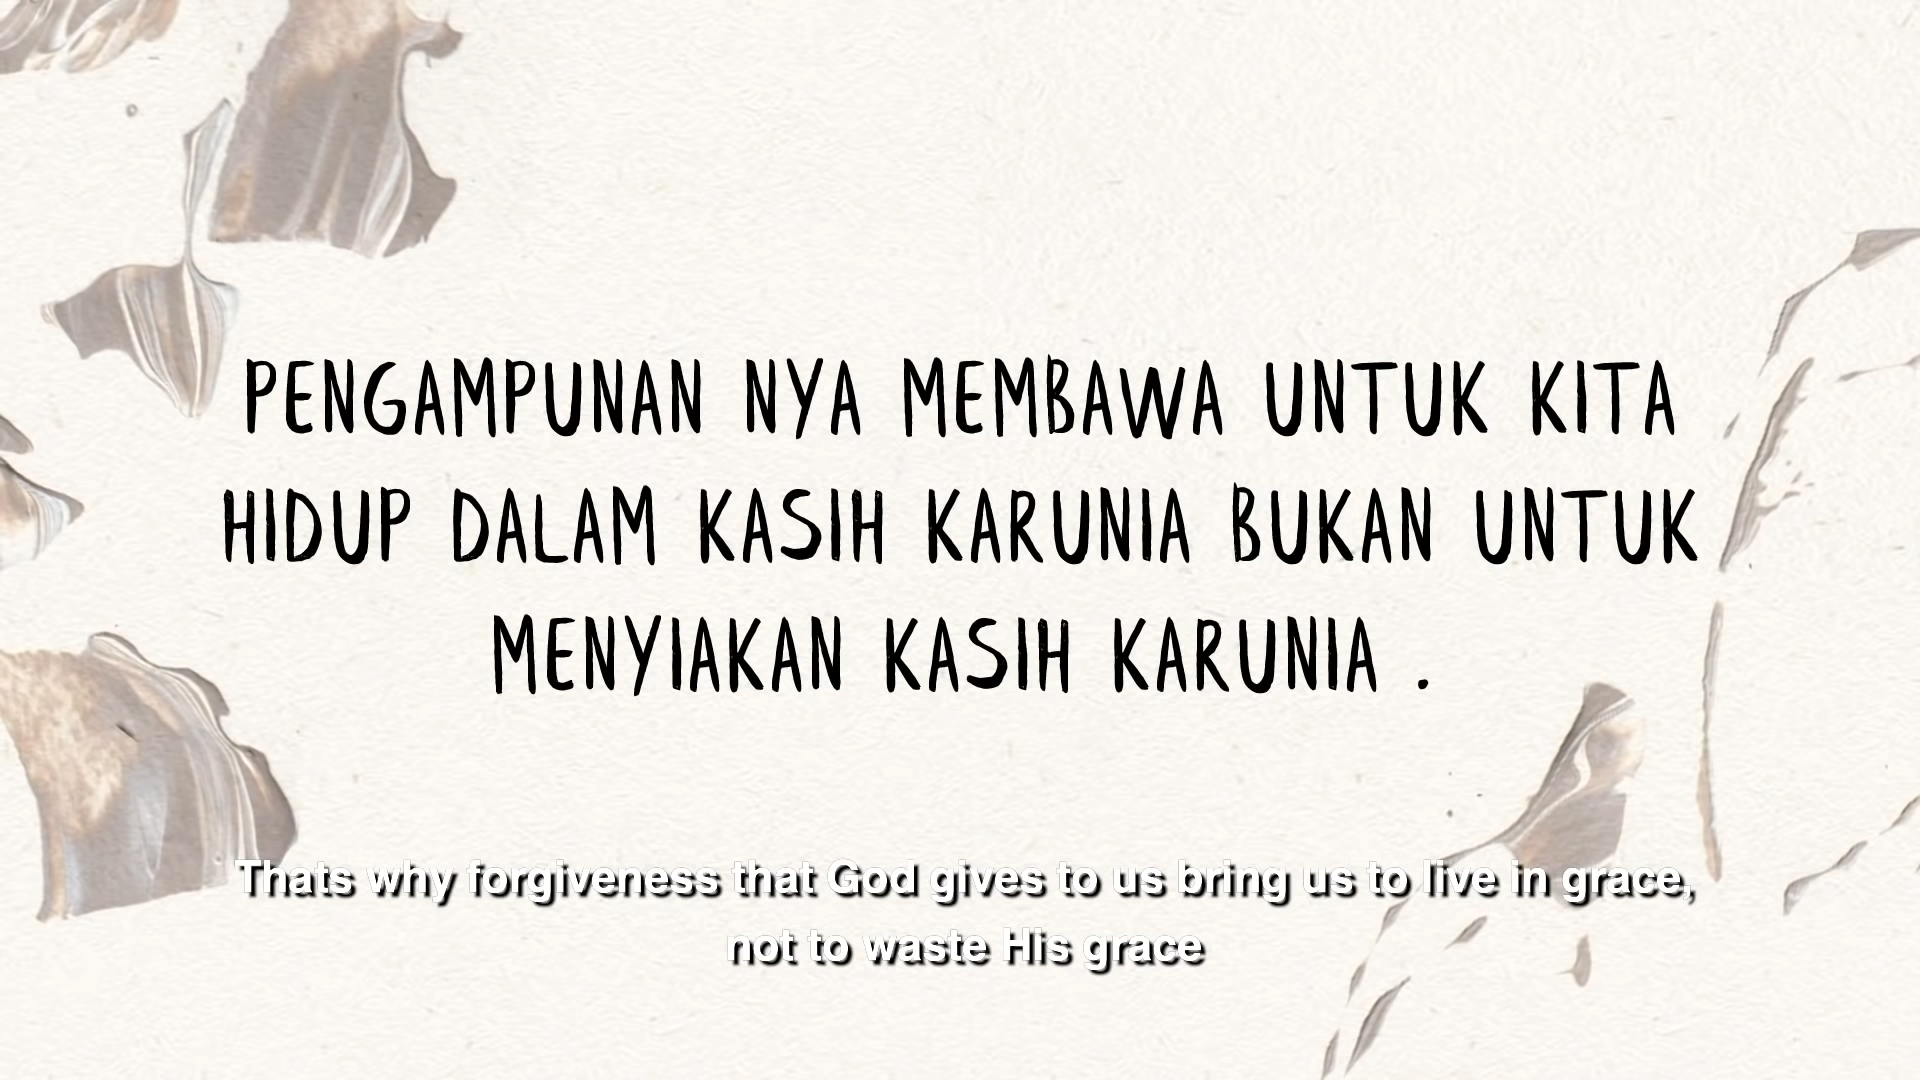 PENGAMPUNAN NYA MEMBAWA UNTUK KITA
HIDUP DALAM KASIH KARUNIA BUKAN UNTUK
MENYIAKAN KASIH KARUNIA .
Thats why forgiveness that God gives to us bring us to live in grace,
not to waste His grace